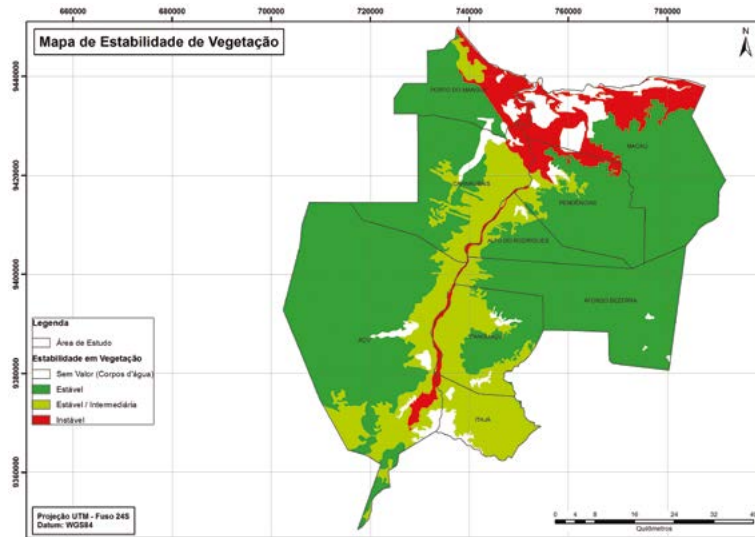 660000 680000 700000 720000 740000 760000 780000
Mapa de Estabilidade de Vegetação
N
9440000
9420000
9400000
9380000
9360000
PORTO DO MANGUE
MACAU
CARNAUBAIS
PENDÊNCIAS
ALTO DO RODRIGUES
AFONSO BEZERRA
AÇU
IPANGUAÇU
ITAJÁ
Legenda
Área de Estudo
Estabilidade em Vegetação
Sem Valor (Corpos d'água)
Estável
Estável / Intermediária
Instável
Projeção UTM - Fuso 24S
Datum: WGS84
0 4 8 16 24 32 40
Quilômetros